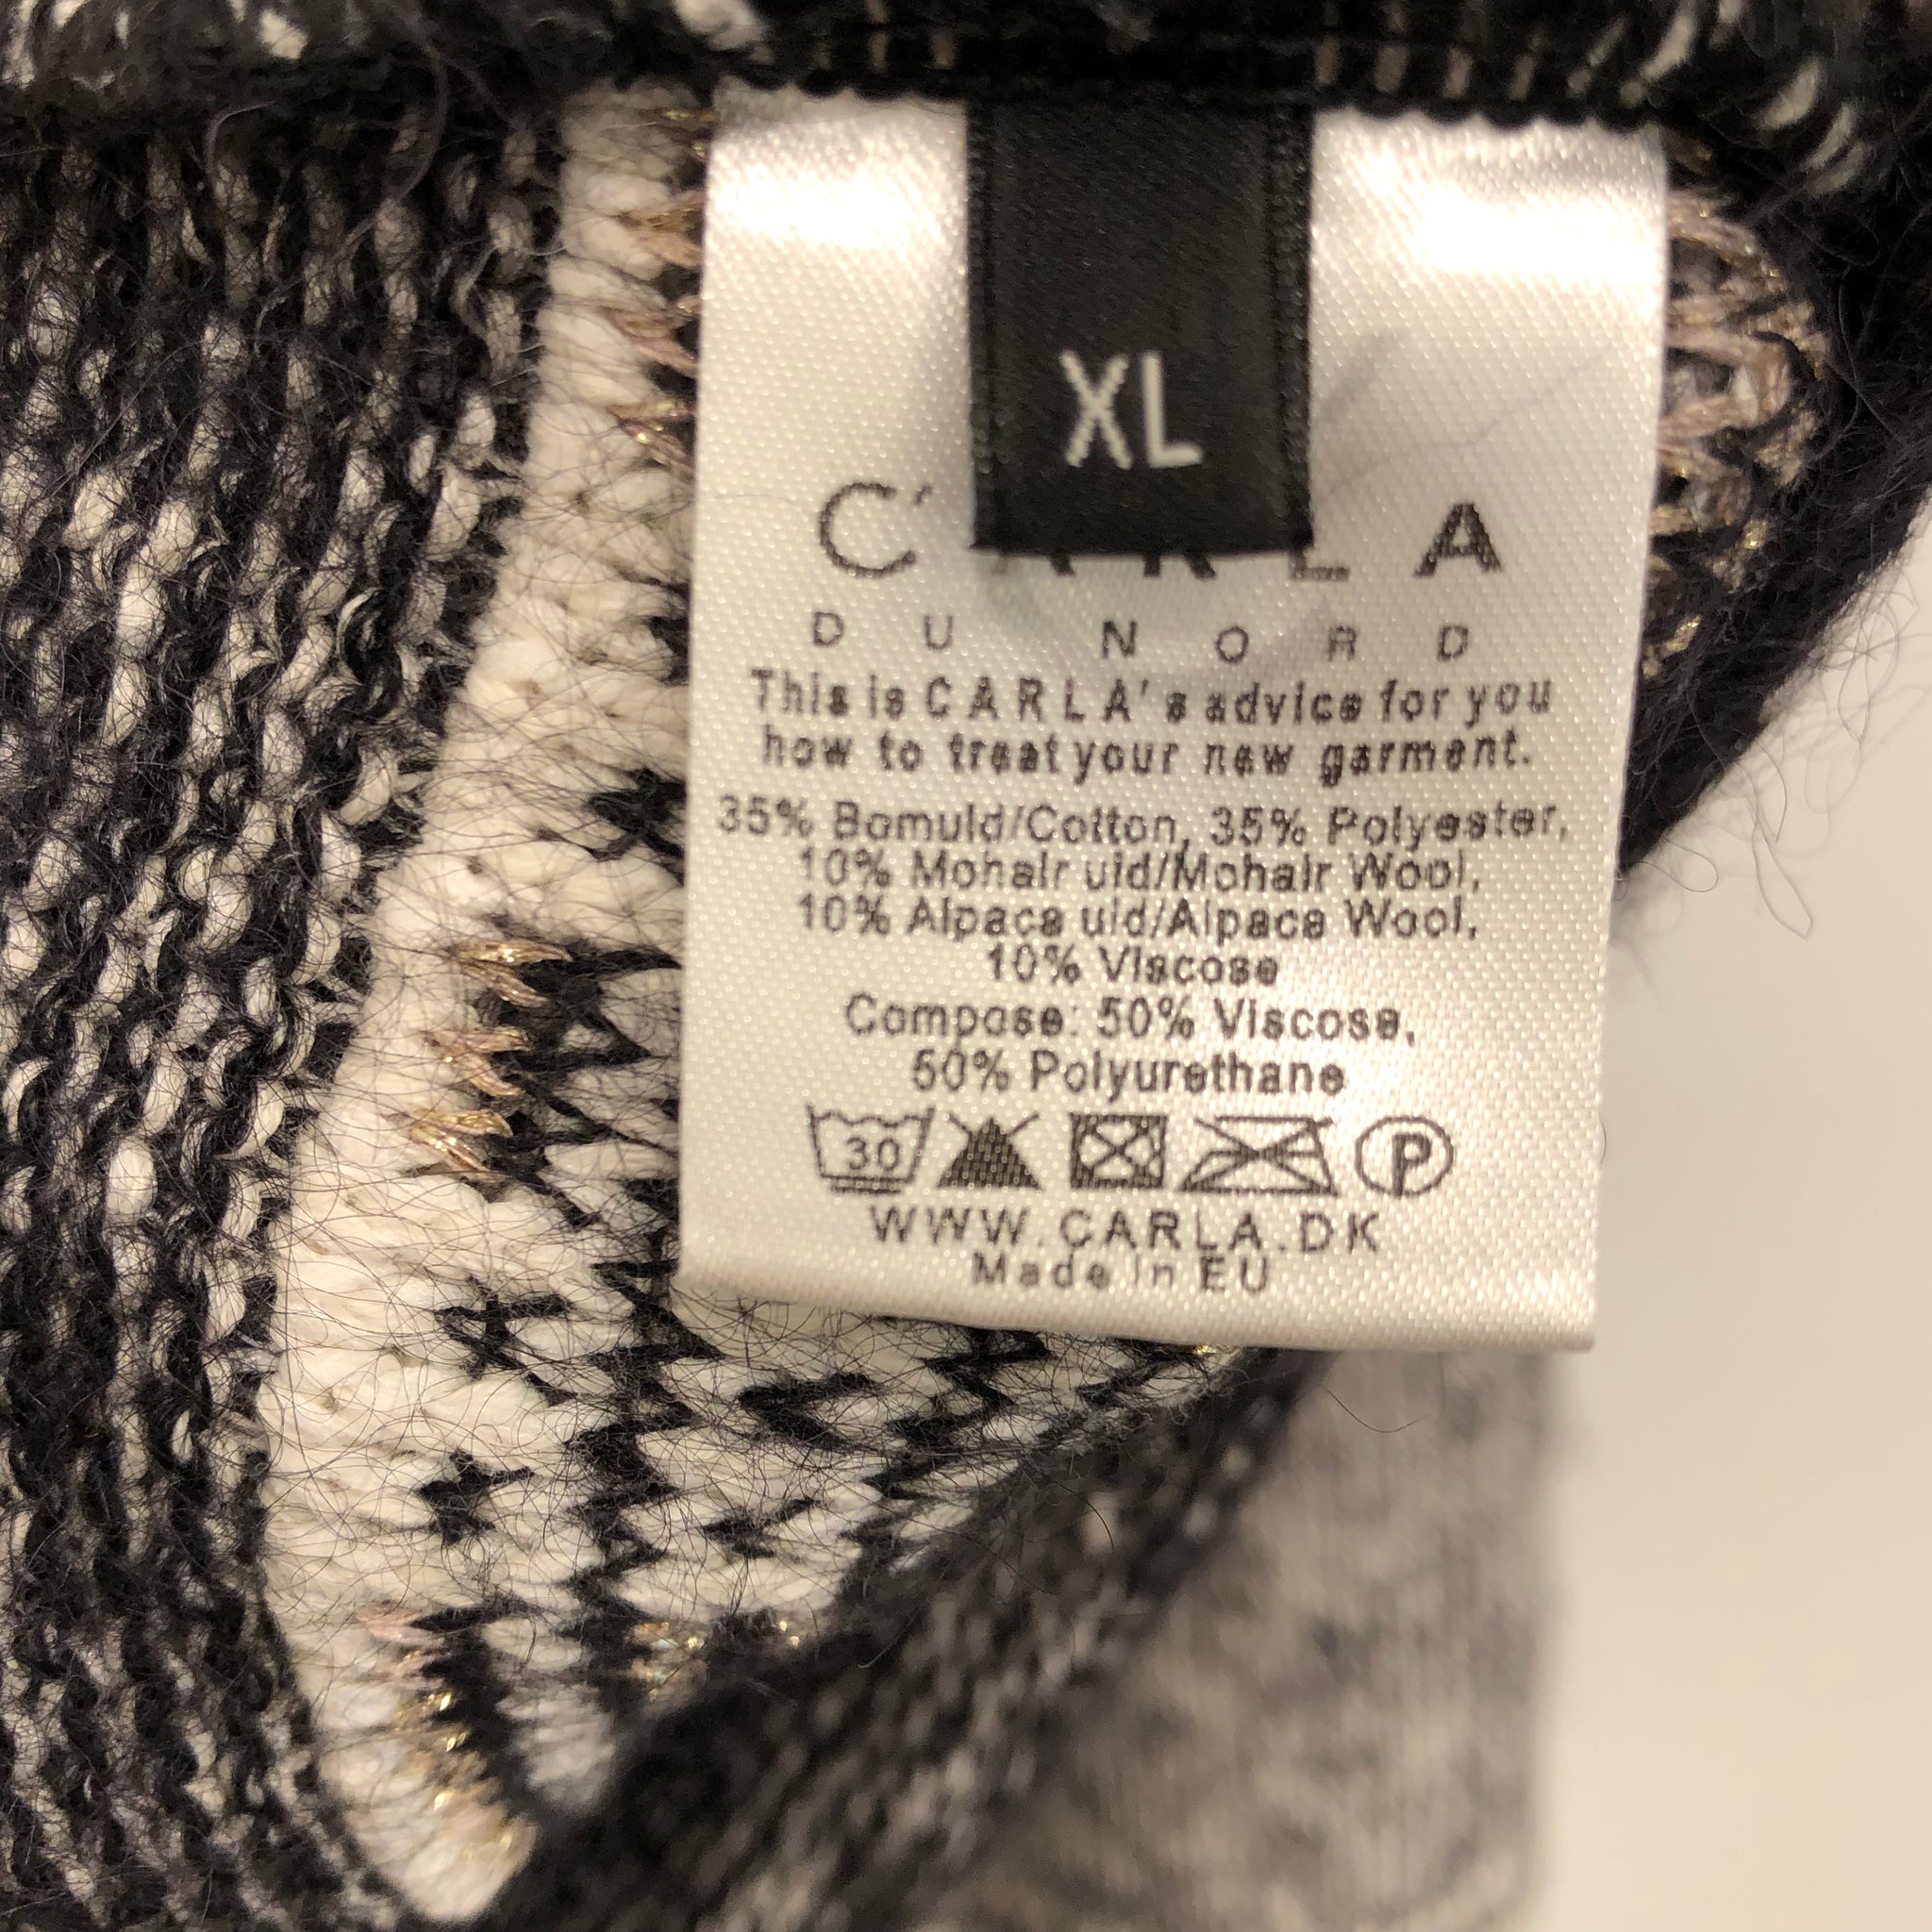 XL
C'ARLA
DU NORD
This is CARLA's advice for you
how to treat your new garment.
35% Bomuld/Cotton, 35% Polyester,
10% Mohair uld/Mohair Wool,
10% Alpaca uld/Alpaca Wool,
10% Viscose
Compose: 50% Viscose,
50% Polyurethane
30 P
WWW.CARLA.DK
Made in EU